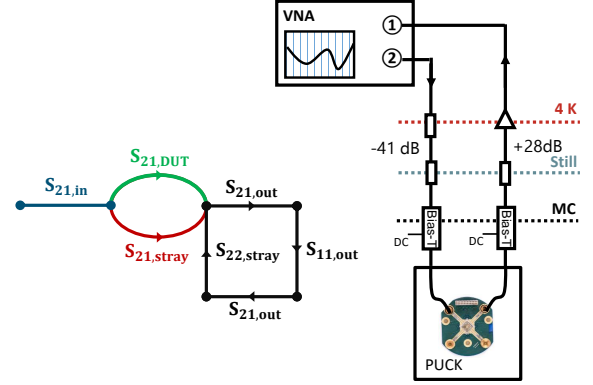 VNA
1
2
4 K
-41 dB
+28dB
Still
MC
Bias-T
Bias-T
DC
DC
PUCK
S21,DUT
S21,in
S21,out
S21,stray
S22,stray
S11,out
S21,out